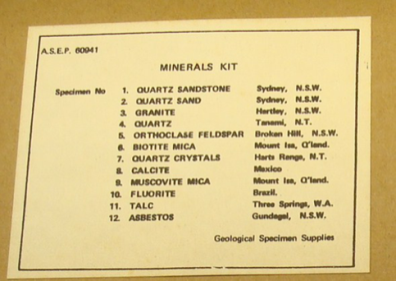 A.S.E.P. 60941
MINERALS KIT
Specimen No 1. QUARTZ SANDSTONE Sydney, N.S.W.
2. QUARTZ SAND Sydney, N.S.W.
3. GRANITE Hartley, N.S.W.
4. QUARTZ Tanami, N.T.
5. ORTHOCLASE FELDSPAR Broken Hill, N.S.W.
6. BIOTITE MICA Mount Isa, Q'land.
7. QUARTZ CRYSTALS Harts Range, N.T.
8. CALCITE Mexico
9. MUSCOVITE MICA Mount Isa, Q'land.
10. FLUORITE Brazil.
11. TALC Three Springs, W.A.
12. ASBESTOS Gundagai, N.S.W.
Geological Specimen Supplies